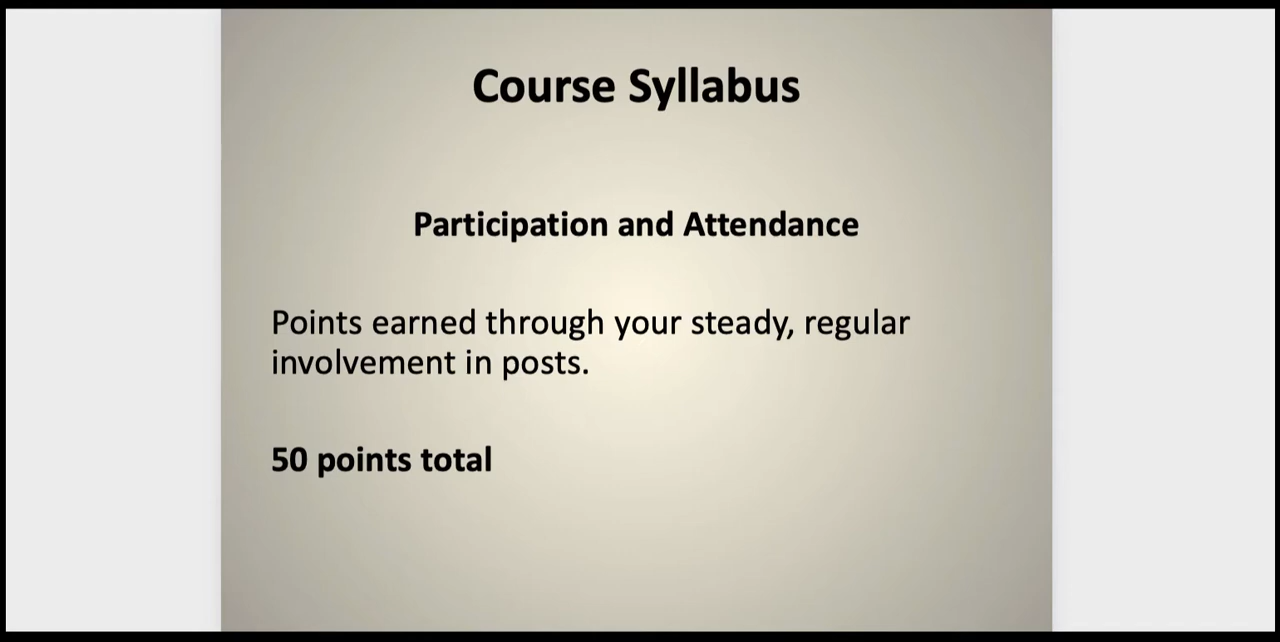 Course Syllabus
Participation and Attendance
Points earned through your steady, regular
involvement in posts.
50 points total